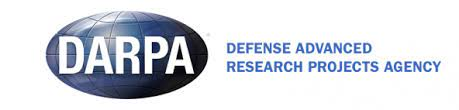 DARPA
DEFENSE ADVANCED
RESEARCH PROJECTS AGENCY